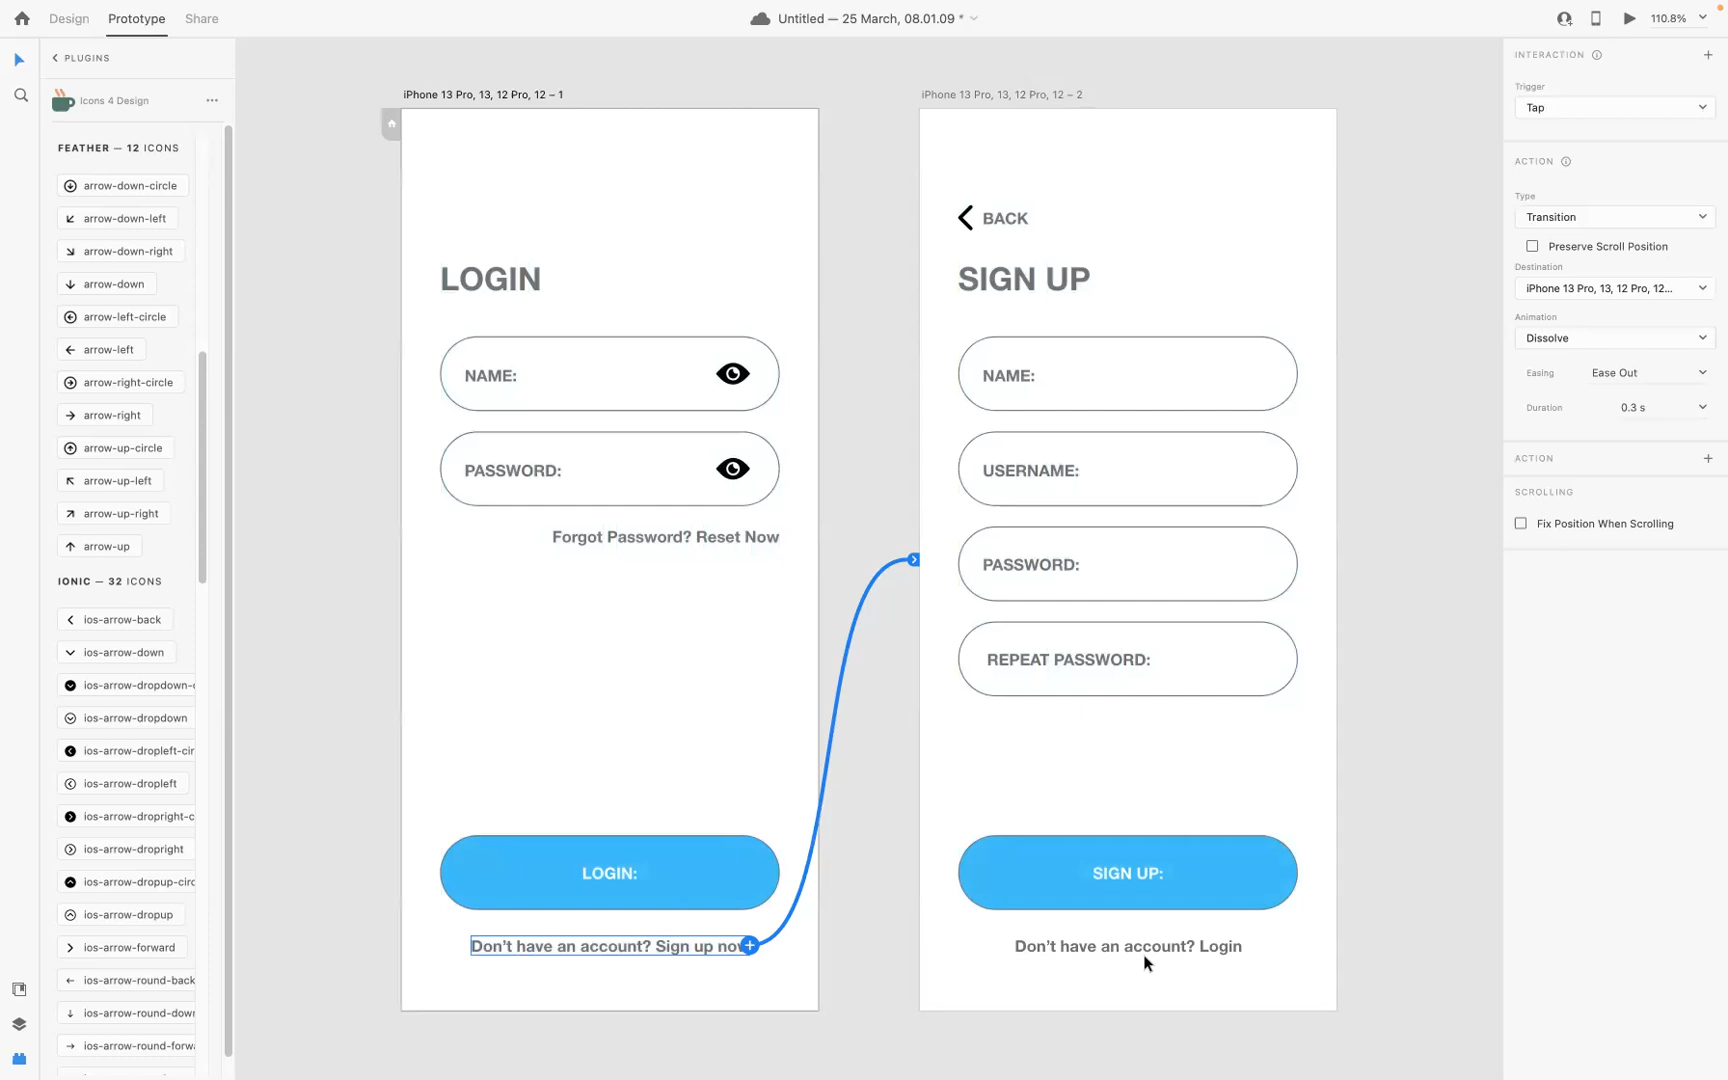 Design
Prototype
Share
Untitled — 25 March, 08.01.09 *
110.8%
PLUGINS
Icons 4 Design
FEATHER — 12 ICONS
arrow-down-circle
arrow-down-left
arrow-down-right
arrow-down
arrow-left-circle
arrow-left
arrow-right-circle
arrow-right
arrow-up-circle
arrow-up-left
arrow-up-right
arrow-up
IONIC — 32 ICONS
ios-arrow-back
ios-arrow-down
ios-arrow-dropdown-c
ios-arrow-dropdown
ios-arrow-dropleft-cir
ios-arrow-dropleft
ios-arrow-dropright-c
ios-arrow-dropright
ios-arrow-dropup-circ
ios-arrow-dropup
ios-arrow-forward
ios-arrow-round-back
ios-arrow-round-down
ios-arrow-round-forwa
iPhone 13 Pro, 13, 12 Pro, 12 – 1
LOGIN
NAME:
PASSWORD:
Forgot Password? Reset Now
LOGIN:
Don't have an account? Sign up now
iPhone 13 Pro, 13, 12 Pro, 12 – 2
BACK
SIGN UP
NAME:
USERNAME:
PASSWORD:
REPEAT PASSWORD:
SIGN UP:
Don't have an account? Login
INTERACTION
Trigger
Tap
ACTION
Type
Transition
Preserve Scroll Position
Destination
iPhone 13 Pro, 13, 12 Pro, 12...
Animation
Dissolve
Easing
Ease Out
Duration
0.3 s
ACTION
SCROLLING
Fix Position When Scrolling